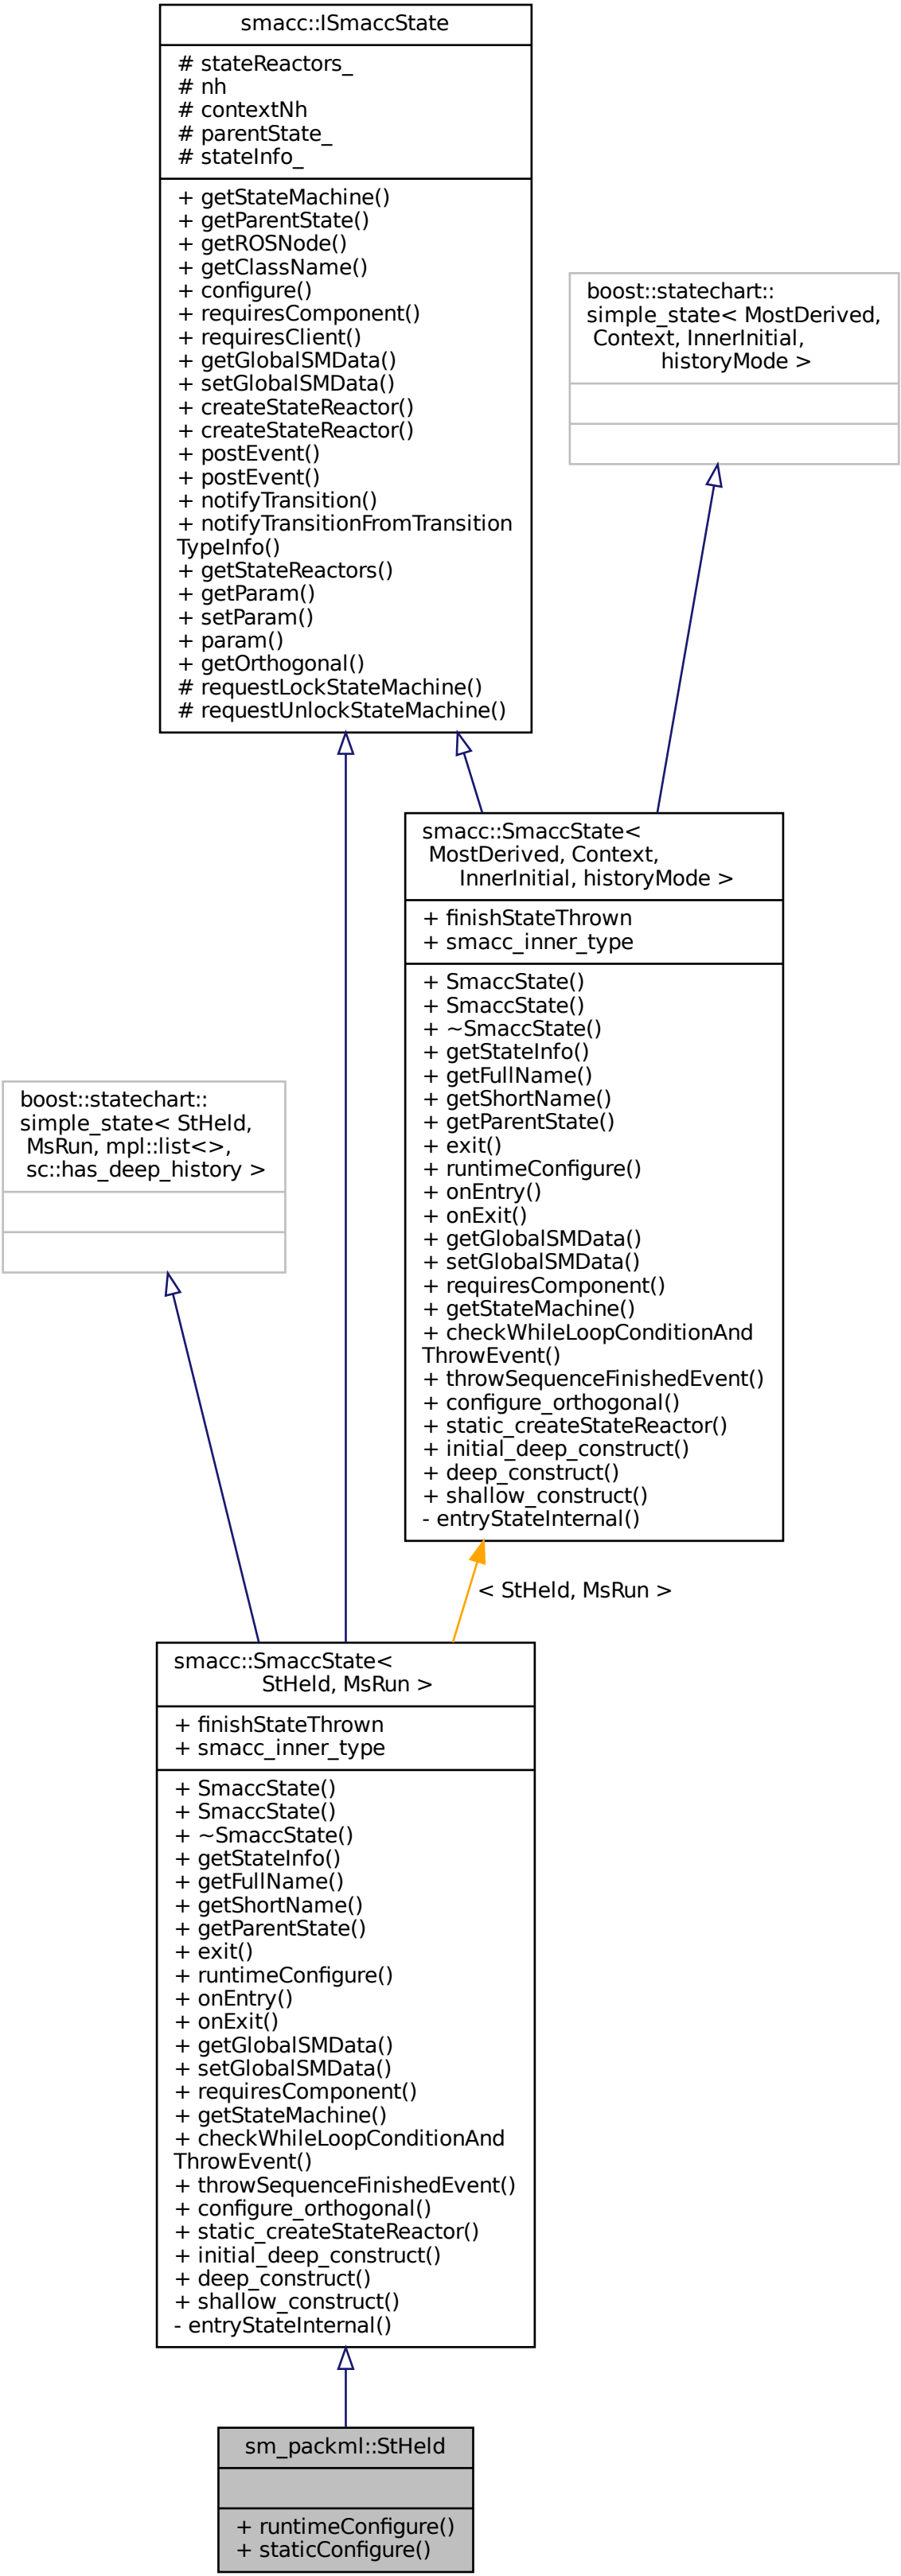 smacc::ISmaccState
# stateReactors_
# nh
# contextNh
# parentState_
# stateInfo_
+ getStateMachine()
+ getParentState()
+ getROSNode()
+ getClassName()
+ configure()
+ requiresComponent()
+ requiresClient()
+ getGlobalSMData()
+ setGlobalSMData()
+ createStateReactor()
+ createStateReactor()
+ postEvent()
+ postEvent()
+ notifyTransition()
+ notifyTransitionFromTransition
TypeInfo()
+ getStateReactors()
+ getParam()
+ setParam()
+ param()
+ getOrthogonal()
# requestLockStateMachine()
# requestUnlockStateMachine()
boost::statechart::
simple_state< MostDerived,
Context, InnerInitial,
historyMode >
smacc::SmaccState<
MostDerived, Context,
InnerInitial, historyMode >
+ finishStateThrown
+ smacc_inner_type
+ SmaccState()
+ SmaccState()
+ ~SmaccState()
+ getStateInfo()
+ getFullName()
+ getShortName()
+ getParentState()
+ exit()
+ runtimeConfigure()
+ onEntry()
+ onExit()
+ getGlobalSMData()
+ setGlobalSMData()
+ requiresComponent()
+ getStateMachine()
+ checkWhileLoopConditionAnd
ThrowEvent()
+ throwSequenceFinishedEvent()
+ configure_orthogonal()
+ static_createStateReactor()
+ initial_deep_construct()
+ deep_construct()
+ shallow_construct()
- entryStateInternal()
boost::statechart::
simple_state< StHeld,
MsRun, mpl::list<>,
sc::has_deep_history >
< StHeld, MsRun >
smacc::SmaccState<
StHeld, MsRun >
+ finishStateThrown
+ smacc_inner_type
+ SmaccState()
+ SmaccState()
+ ~SmaccState()
+ getStateInfo()
+ getFullName()
+ getShortName()
+ getParentState()
+ exit()
+ runtimeConfigure()
+ onEntry()
+ onExit()
+ getGlobalSMData()
+ setGlobalSMData()
+ requiresComponent()
+ getStateMachine()
+ checkWhileLoopConditionAnd
ThrowEvent()
+ throwSequenceFinishedEvent()
+ configure_orthogonal()
+ static_createStateReactor()
+ initial_deep_construct()
+ deep_construct()
+ shallow_construct()
- entryStateInternal()
sm_packml::StHeld
+ runtimeConfigure()
+ staticConfigure()